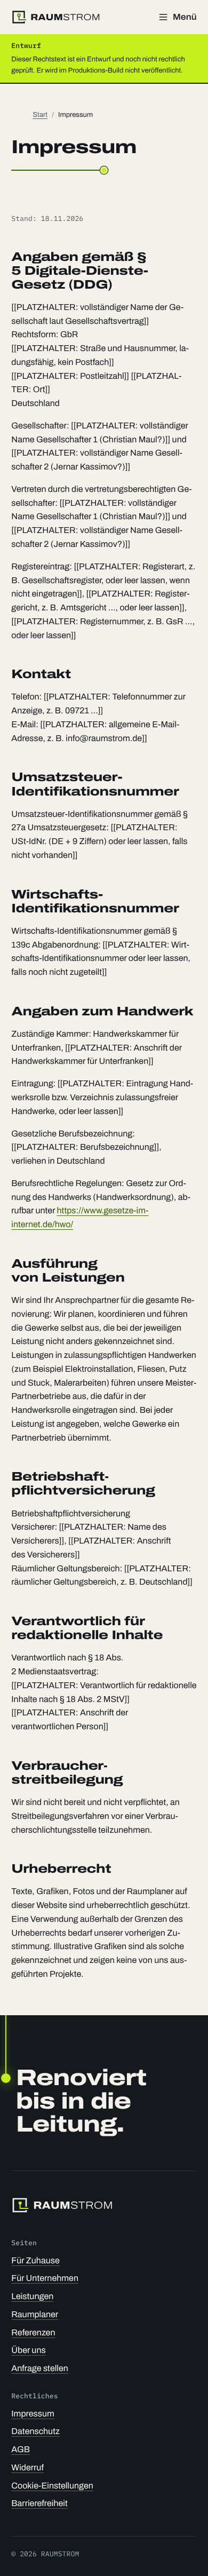 RAUMSTROM
Menü
Entwurf
Dieser Rechtstext ist ein Entwurf und noch nicht rechtlich
geprüft. Er wird im Produktions-Build nicht veröffentlicht.
Start / Impressum
Impressum
Stand: 18.11.2026
Angaben gemäß §
5 Digitale-Dienste-
Gesetz (DDG)
[[PLATZHALTER: vollständiger Name der Ge-
sellschaft laut Gesellschaftsvertrag]]
Rechtsform: GbR
[[PLATZHALTER: Straße und Hausnummer, la-
dungsfähig, kein Postfach]]
[[PLATZHALTER: Postleitzahl]] [[PLATZHAL-
TER: Ort]]
Deutschland
Gesellschafter: [[PLATZHALTER: vollständiger
Name Gesellschafter 1 (Christian Maul?)]] und
[[PLATZHALTER: vollständiger Name Gesell-
schafter 2 (Jernar Kassimov?)]]
Vertreten durch die vertretungsberechtigten Ge-
sellschafter: [[PLATZHALTER: vollständiger
Name Gesellschafter 1 (Christian Maul?)]] und
[[PLATZHALTER: vollständiger Name Gesell-
schafter 2 (Jernar Kassimov?)]]
Registereintrag: [[PLATZHALTER: Registerart, z.
B. Gesellschaftsregister, oder leer lassen, wenn
nicht eingetragen]], [[PLATZHALTER: Register-
gericht, z. B. Amtsgericht …, oder leer lassen]],
[[PLATZHALTER: Registernummer, z. B. GsR …,
oder leer lassen]]
Kontakt
Telefon: [[PLATZHALTER: Telefonnummer zur
Anzeige, z. B. 09721 …]]
E-Mail: [[PLATZHALTER: allgemeine E-Mail-
Adresse, z. B. info@raumstrom.de]]
Umsatzsteuer-
Identifikationsnummer
Umsatzsteuer-Identifikationsnummer gemäß §
27a Umsatzsteuergesetz: [[PLATZHALTER:
USt-IdNr. (DE + 9 Ziffern) oder leer lassen, falls
nicht vorhanden]]
Wirtschafts-
Identifikationsnummer
Wirtschafts-Identifikationsnummer gemäß §
139c Abgabenordnung: [[PLATZHALTER: Wirt-
schafts-Identifikationsnummer oder leer lassen,
falls noch nicht zugeteilt]]
Angaben zum Handwerk
Zuständige Kammer: Handwerkskammer für
Unterfranken, [[PLATZHALTER: Anschrift der
Handwerkskammer für Unterfranken]]
Eintragung: [[PLATZHALTER: Eintragung Hand-
werksrolle bzw. Verzeichnis zulassungsfreier
Handwerke, oder leer lassen]]
Gesetzliche Berufsbezeichnung:
[[PLATZHALTER: Berufsbezeichnung]],
verliehen in Deutschland
Berufsrechtliche Regelungen: Gesetz zur Ord-
nung des Handwerks (Handwerksordnung), ab-
rufbar unter https://www.gesetze-im-
internet.de/hwo/
Ausführung
von Leistungen
Wir sind Ihr Ansprechpartner für die gesamte Re-
novierung: Wir planen, koordinieren und führen
die Gewerke selbst aus, die bei der jeweiligen
Leistung nicht anders gekennzeichnet sind.
Leistungen in zulassungspflichtigen Handwerken
(zum Beispiel Elektroinstallation, Fliesen, Putz
und Stuck, Malerarbeiten) führen unsere Meister-
Partnerbetriebe aus, die dafür in der
Handwerksrolle eingetragen sind. Bei jeder
Leistung ist angegeben, welche Gewerke ein
Partnerbetrieb übernimmt.
Betriebshaft-
pflichtversicherung
Betriebshaftpflichtversicherung
Versicherer: [[PLATZHALTER: Name des
Versicherers]], [[PLATZHALTER: Anschrift
des Versicherers]]
Räumlicher Geltungsbereich: [[PLATZHALTER:
räumlicher Geltungsbereich, z. B. Deutschland]]
Verantwortlich für
redaktionelle Inhalte
Verantwortlich nach § 18 Abs.
2 Medienstaatsvertrag:
[[PLATZHALTER: Verantwortlich für redaktionelle
Inhalte nach § 18 Abs. 2 MStV]]
[[PLATZHALTER: Anschrift der
verantwortlichen Person]]
Verbraucher-
streitbeilegung
Wir sind nicht bereit und nicht verpflichtet, an
Streitbeilegungsverfahren vor einer Verbrau-
cherschlichtungsstelle teilzunehmen.
Urheberrecht
Texte, Grafiken, Fotos und der Raumplaner auf
dieser Website sind urheberrechtlich geschützt.
Eine Verwendung außerhalb der Grenzen des
Urheberrechts bedarf unserer vorherigen Zu-
stimmung. Illustrative Grafiken sind als solche
gekennzeichnet und zeigen keine von uns aus-
geführten Projekte.
Renoviert
bis in die
Leitung.
RAUMSTROM
Seiten
Für Zuhause
Für Unternehmen
Leistungen
Raumplaner
Referenzen
Über uns
Anfrage stellen
Rechtliches
Impressum
Datenschutz
AGB
Widerruf
Cookie-Einstellungen
Barrierefreiheit
© 2026 RAUMSTROM